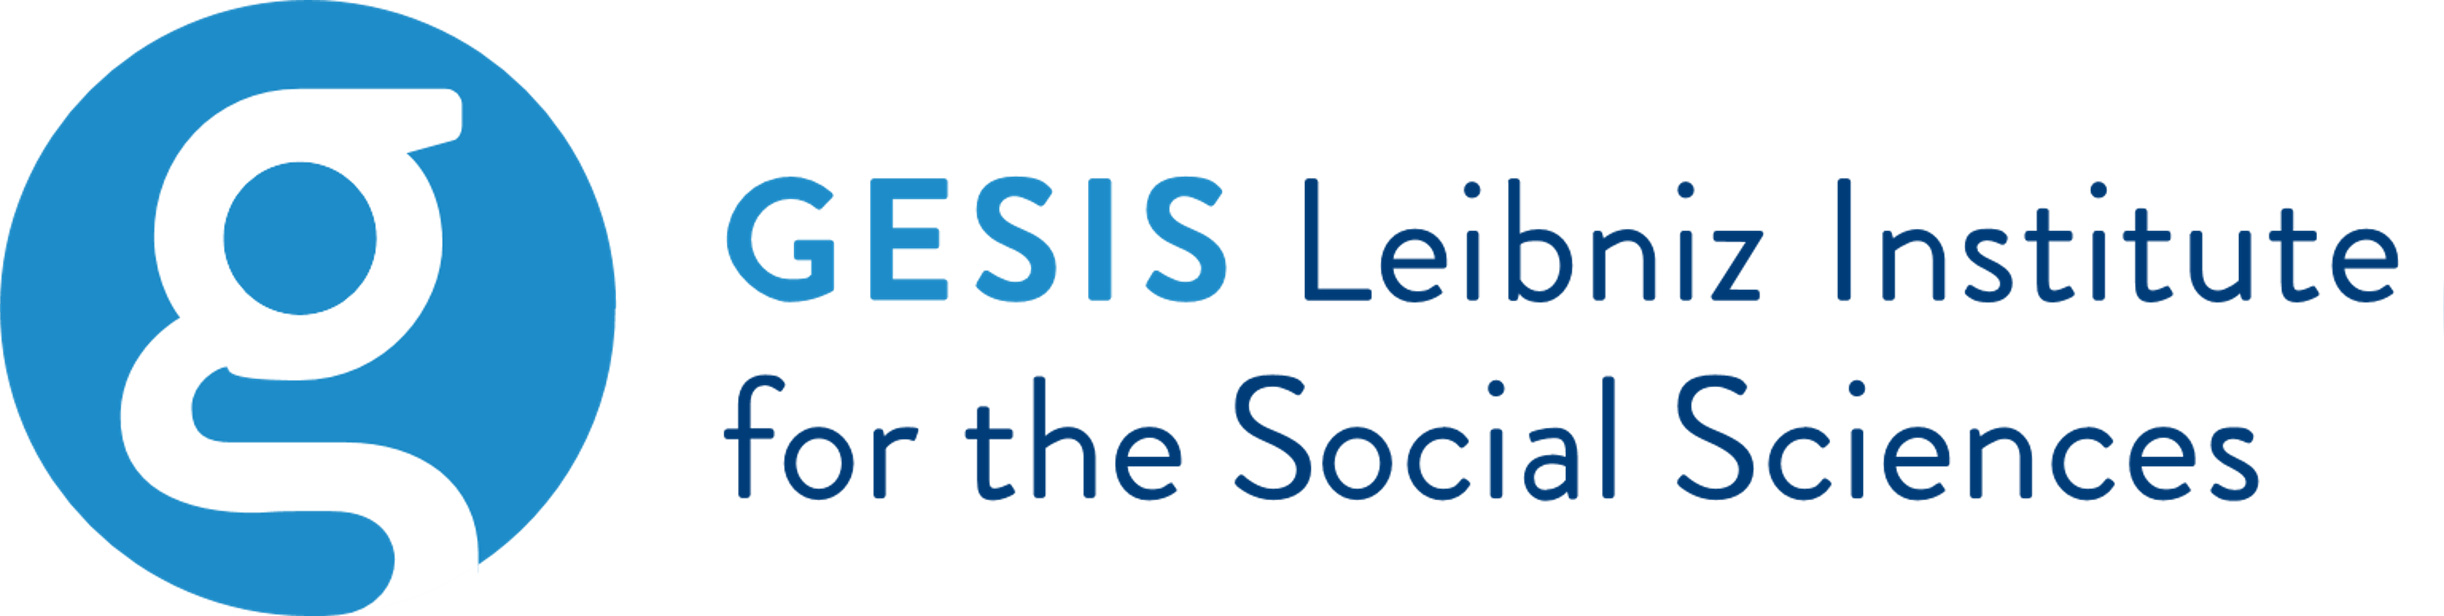 GESIS Leibniz Institute
for the Social Sciences